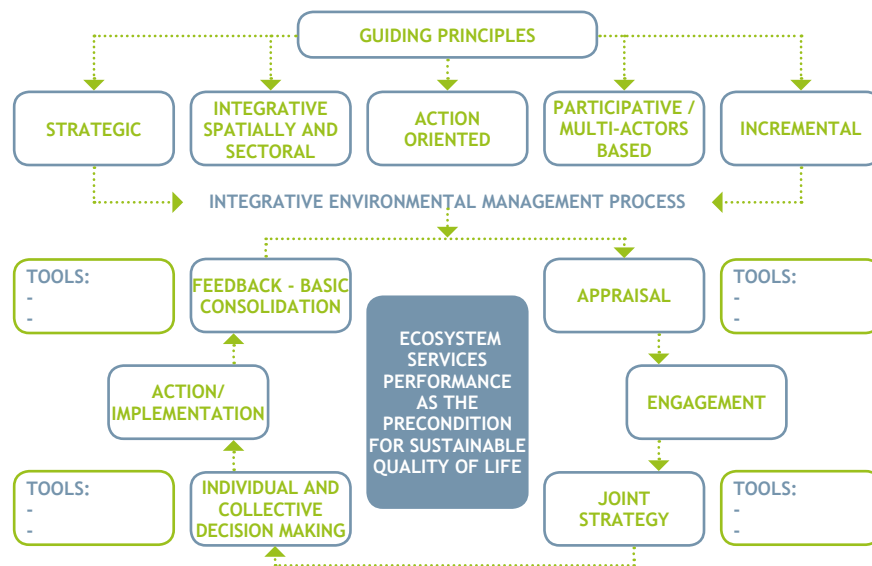 GUIDING PRINCIPLES
STRATEGIC
INTEGRATIVE
SPATIALLY AND
SECTORAL
ACTION
ORIENTED
PARTICIPATIVE /
MULTI-ACTORS
BASED
INCREMENTAL
INTEGRATIVE ENVIRONMENTAL MANAGEMENT PROCESS
TOOLS:
-
-
FEEDBACK - BASIC
CONSOLIDATION
APPRAISAL
TOOLS:
-
-
ECOSYSTEM
SERVICES
PERFORMANCE
AS THE
PRECONDITION
FOR SUSTAINABLE
QUALITY OF LIFE
ACTION/
IMPLEMENTATION
ENGAGEMENT
TOOLS:
-
-
INDIVIDUAL AND
COLLECTIVE
DECISION MAKING
JOINT
STRATEGY
TOOLS:
-
-